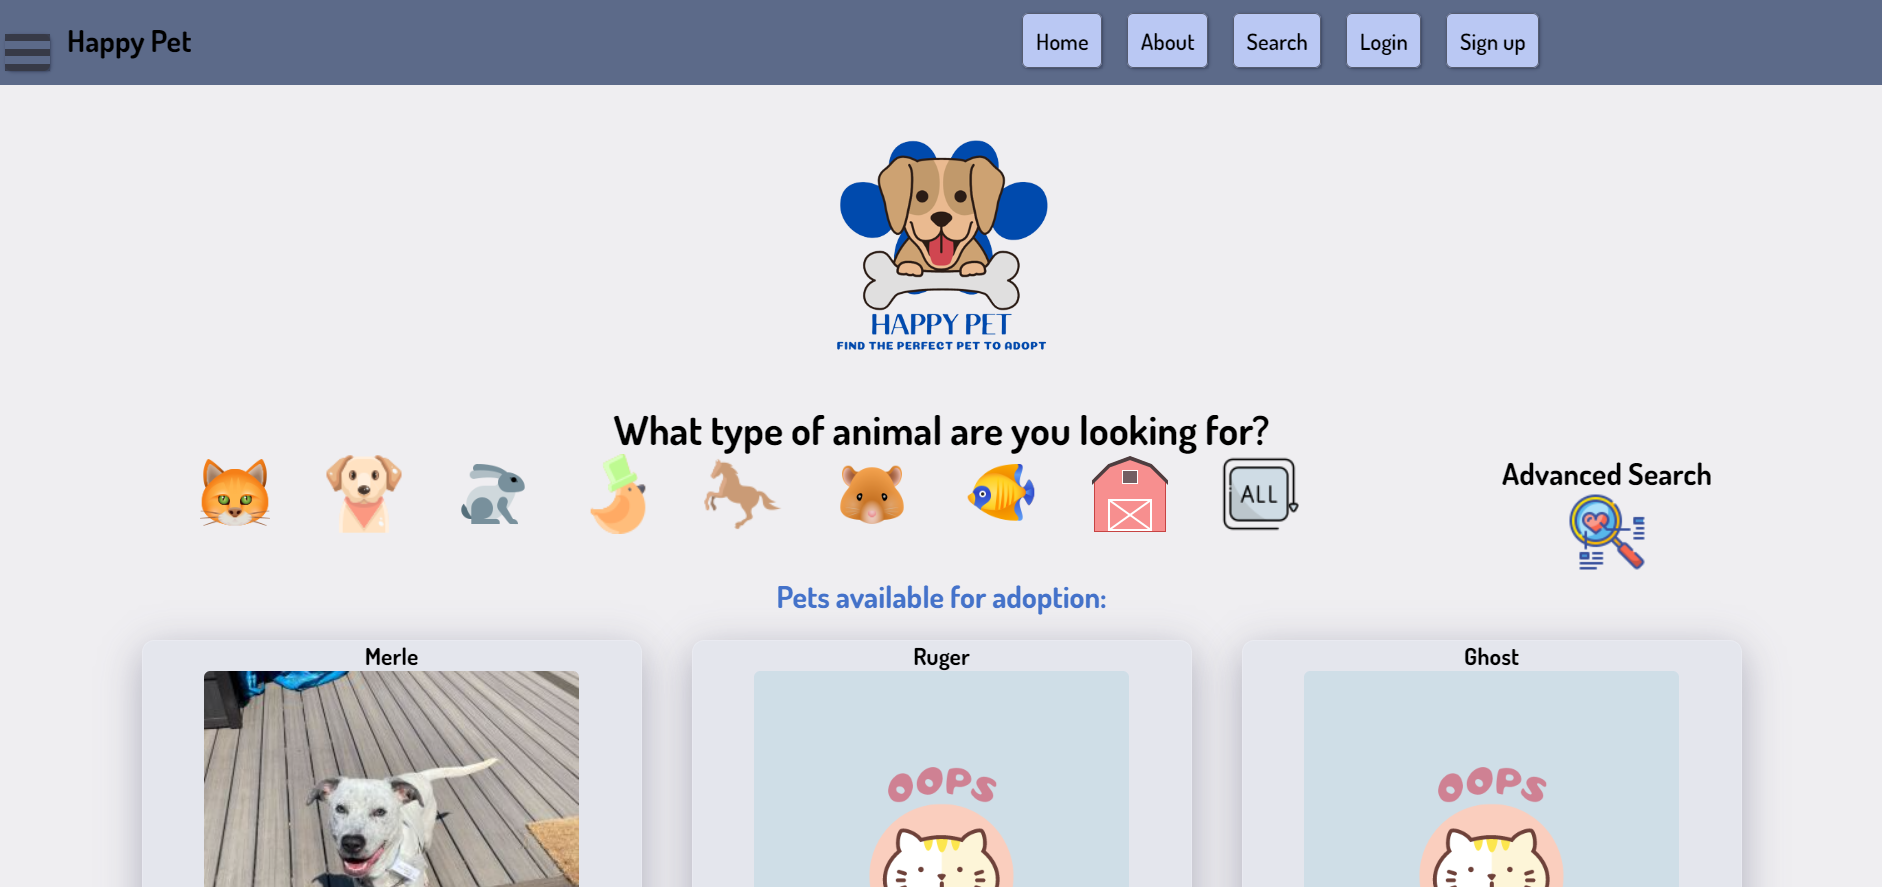 Happy Pet
Home
About
Search
Login
Sign up
HAPPY PET
FIND THE PERFECT PET TO ADOPT
What type of animal are you looking for?
ALL
Advanced Search
Pets available for adoption:
Merle
Ruger
Ghost
OOPS
OOPS